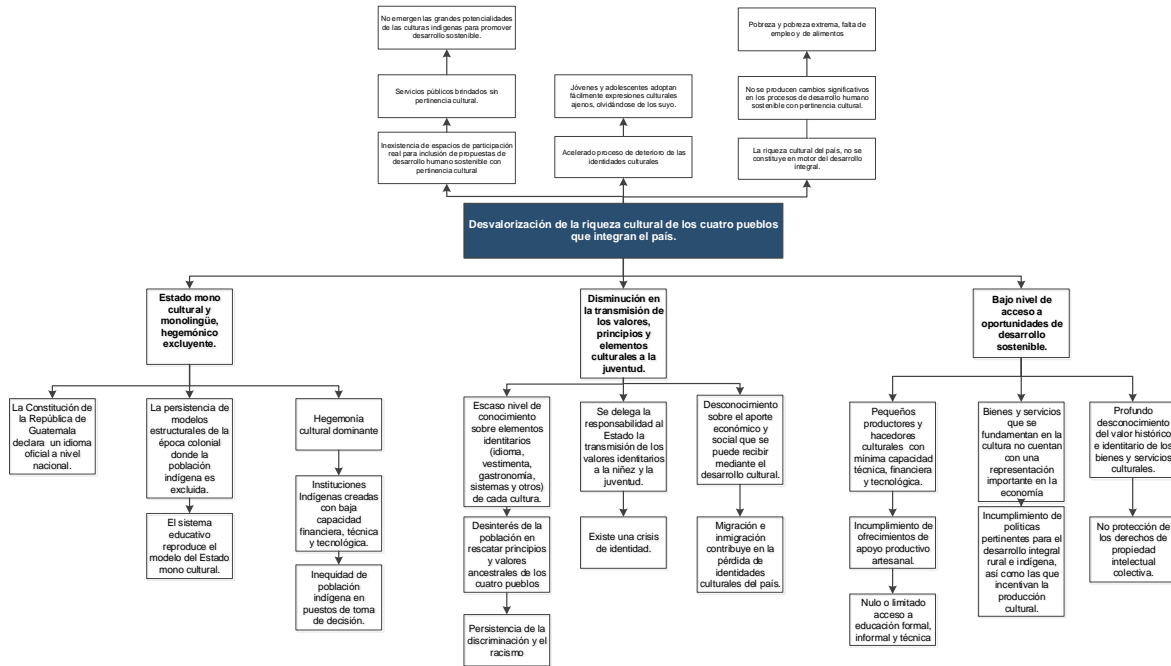 No emergen las grandes potencialidades
de las culturas indígenas para promover
desarrollo sostenible.
Pobreza y pobreza extrema, falta de
empleo y de alimentos
Servicios públicos brindados sin
pertinencia cultural.
Jóvenes y adolescentes adoptan
fácilmente expresiones culturales
ajenos, olvidándose de los suyo.
No se producen cambios significativos
en los procesos de desarrollo humano
sostenible con pertinencia cultural.
Inexistencia de espacios de participación
real para inclusión de propuestas de
desarrollo humano sostenible con
pertinencia cultural
Acelerado proceso de deterioro de las
identidades culturales
La riqueza cultural del país, no se
constituye en motor del desarrollo
integral.
Desvalorización de la riqueza cultural de los cuatro pueblos
que integran el país.
Estado mono
cultural y
monolingüe,
hegemónico
excluyente.
Disminución en
la transmisión de
los valores,
principios y
elementos
culturales a la
juventud.
Bajo nivel de
acceso a
oportunidades de
desarrollo
sostenible.
La Constitución de
la República de
Guatemala
declara un idioma
oficial a nivel
nacional.
La persistencia de
modelos
estructurales de la
época colonial
donde la
población
indígena es
excluida.
Hegemonía
cultural dominante
Escaso nivel de
conocimiento sobre
elementos
identitarios
(idioma,
vestimenta,
gastronomía,
sistemas y otros) de
cada cultura.
Se delega la
responsabilidad al
Estado la
transmisión de los
valores identitarios
a la niñez y la
juventud.
Desconocimiento
sobre el aporte
económico y
social que se
puede recibir
mediante el
desarrollo cultural.
Pequeños
productores y
hacedores
culturales con
mínima capacidad
técnica, financiera
y tecnológica.
Bienes y servicios
que se
fundamentan en la
cultura no cuentan
con una
representación
importante en la
economía
Profundo
desconocimiento
del valor histórico
e identitario de los
bienes y servicios
culturales.
El sistema
educativo
reproduce el
modelo del Estado
mono cultural.
Instituciones
Indígenas creadas
con baja
capacidad
financiera, técnica
y tecnológica.
Inequidad de
población
indígena en
puestos de toma
de decisión.
Desinterés de la
población en
rescatar principios
y valores
ancestrales de los
cuatro pueblos
Persistencia de la
discriminación y el
racismo
Existe una crisis
de identidad.
Migración e
inmigración
contribuye en la
pérdida de
identidades
culturales del país.
Incumplimiento de
ofrecimientos de
apoyo productivo
artesanal.
Nulo o limitado
acceso a
educación formal,
informal y técnica
Incumplimiento de
políticas
pertinentes para el
desarrollo integral
rural e indígena,
así como las que
incentivan la
producción
cultural.
No protección de
los derechos de
propiedad
intelectual
colectiva.